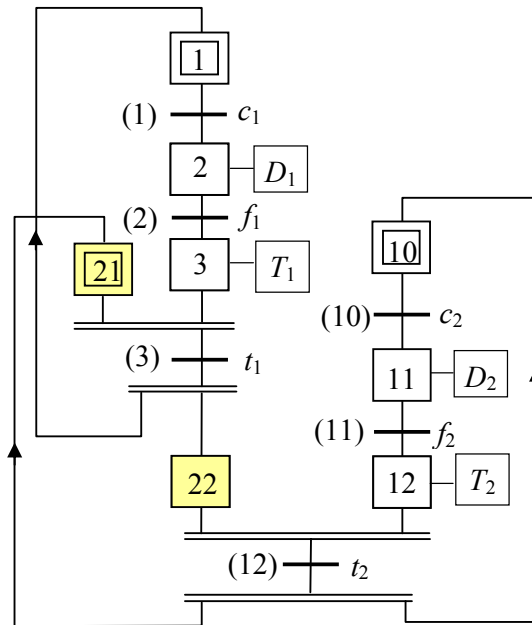 1
(1) c1
2 D1
(2) f1
21 3 T1
10
(10) c2
(3) t1
11 D2
(11) f2
22 12 T2
(12) t2